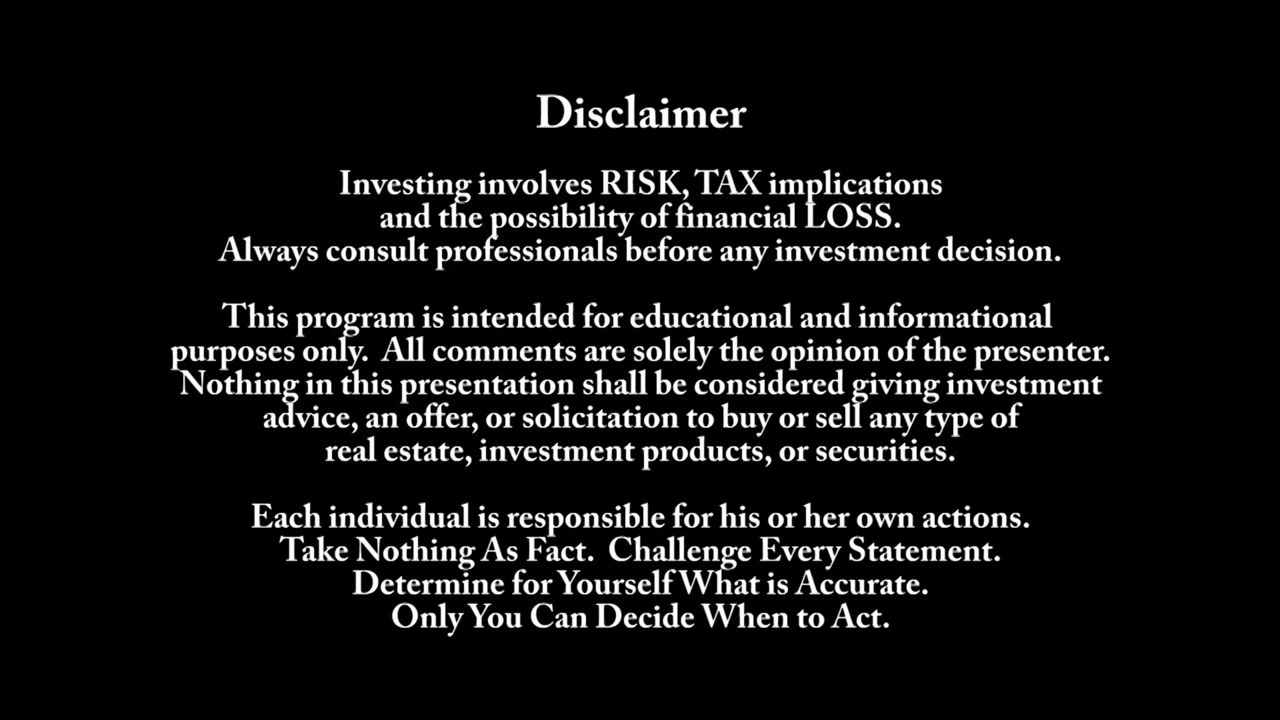 Disclaimer
Investing involves RISK, TAX implications
and the possibility of financial LOSS.
Always consult professionals before any investment decision.
This program is intended for educational and informational
purposes only.  All comments are solely the opinion of the presenter.
Nothing in this presentation shall be considered giving investment
advice, an offer, or solicitation to buy or sell any type of
real estate, investment products, or securities.
Each individual is responsible for his or her own actions.
Take Nothing As Fact.  Challenge Every Statement.
Determine for Yourself What is Accurate.
Only You Can Decide When to Act.